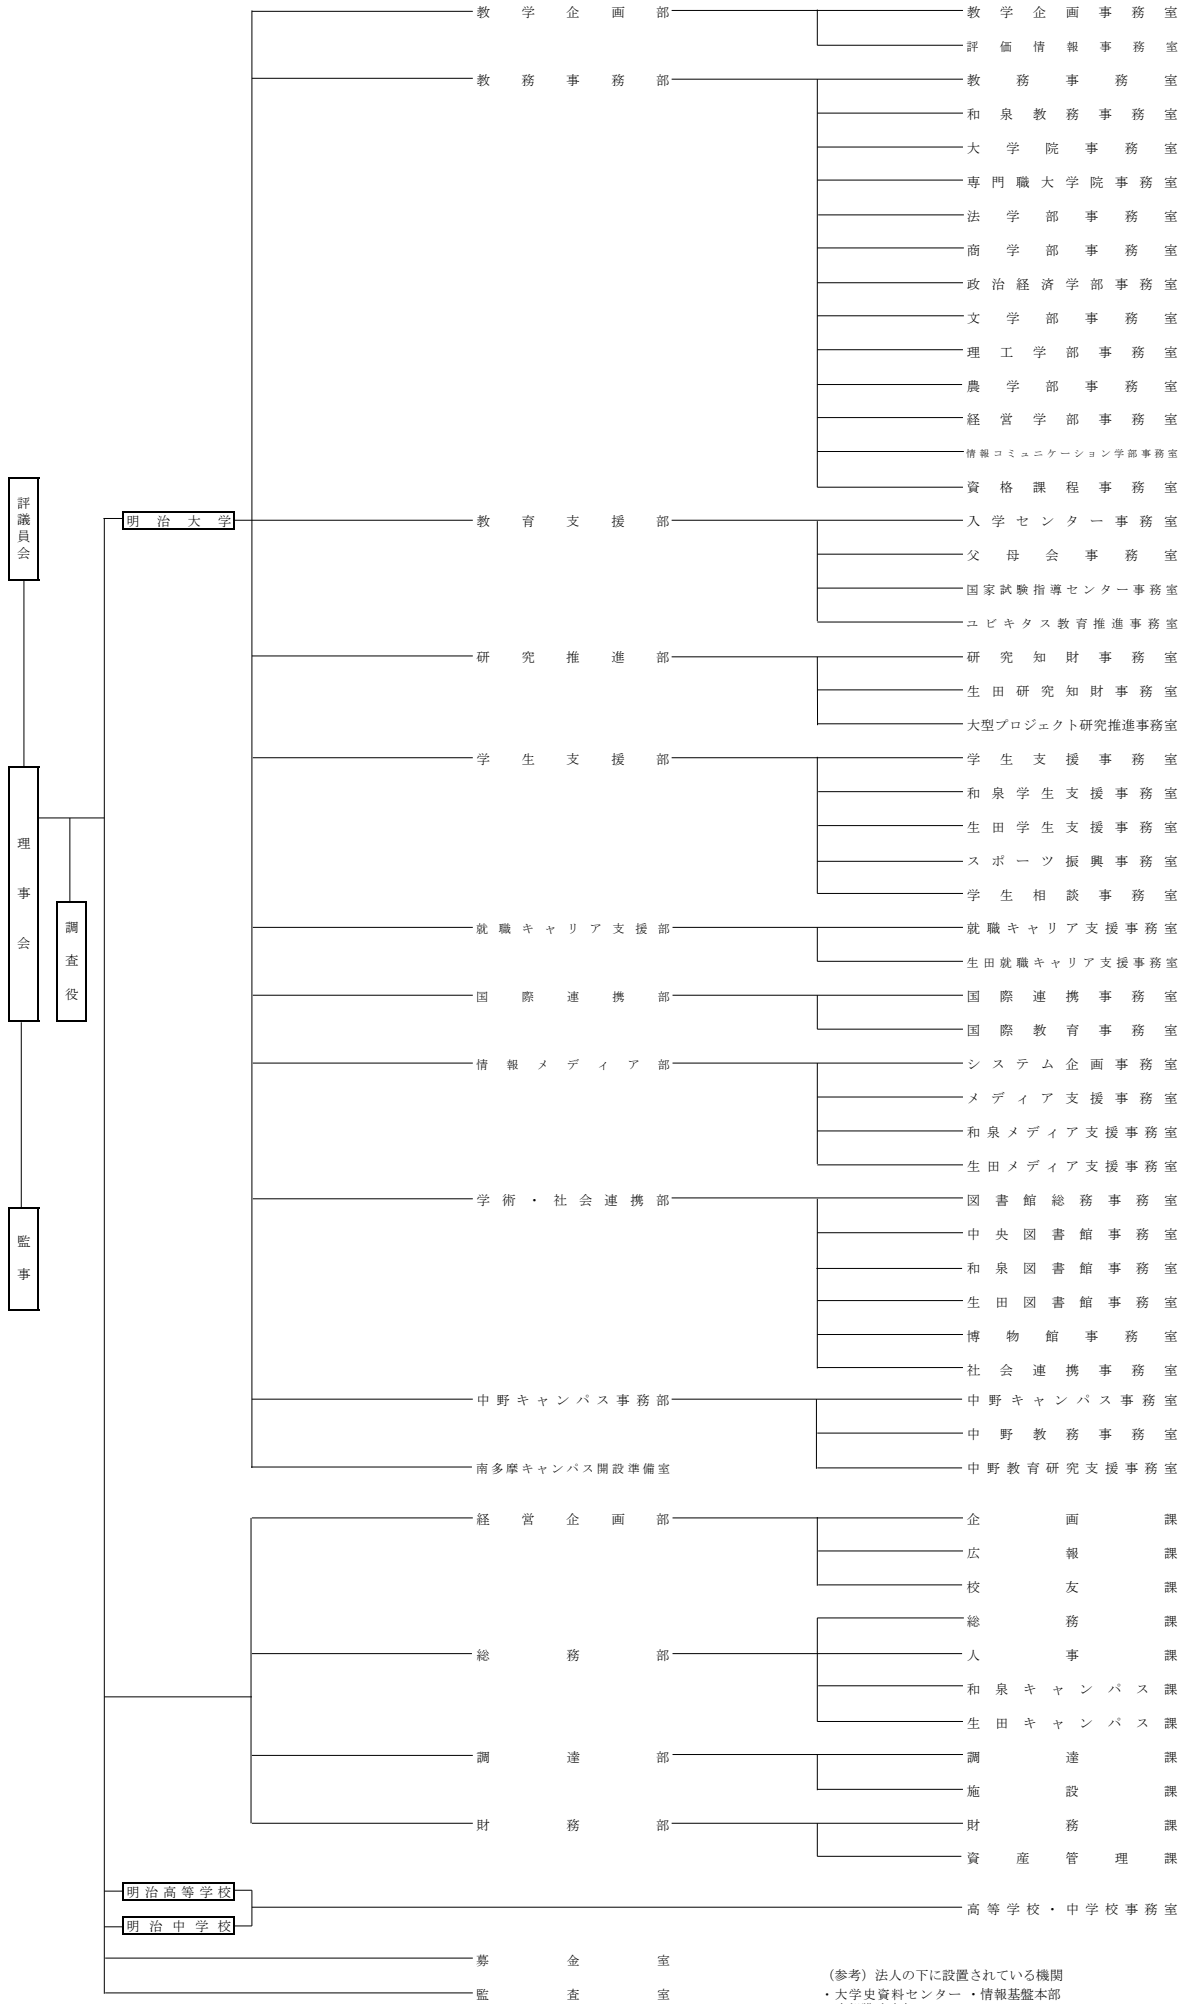 教学企画部
教学企画事務室
評価情報事務室
教務事務部
教務事務室
和泉教務事務室
大学院事務室
専門職大学院事務室
法学部事務室
商学部事務室
政治経済学部事務室
文学部事務室
理工学部事務室
農学部事務室
経営学部事務室
情報コミュニケーション学部事務室
資格課程事務室
評議員会
明治大学
教育支援部
入学センター事務室
父母会事務室
国家試験指導センター事務室
ユビキタス教育推進事務室
研究推進部
研究知財事務室
生田研究知財事務室
大型プロジェクト研究推進事務室
学生支援部
学生支援事務室
和泉学生支援事務室
生田学生支援事務室
スポーツ振興事務室
学生相談事務室
理事会
調査役
就職キャリア支援部
就職キャリア支援事務室
生田就職キャリア支援事務室
国際連携部
国際連携事務室
国際教育事務室
情報メディア部
システム企画事務室
メディア支援事務室
和泉メディア支援事務室
生田メディア支援事務室
学術・社会連携部
図書館総務事務室
中央図書館事務室
和泉図書館事務室
生田図書館事務室
博物館事務室
社会連携事務室
監事
中野キャンパス事務部
中野キャンパス事務室
中野教務事務室
中野教育研究支援事務室
南多摩キャンパス開設準備室
経営企画部
企画課
広報課
校友課
総務部
総務課
人事課
和泉キャンパス課
生田キャンパス課
調達部
調達課
施設課
財務部
財務課
資産管理課
明治高等学校
明治中学校
高等学校・中学校事務室
募金室
監査室
（参考）法人の下に設置されている機関
・大学史資料センター ・情報基盤本部